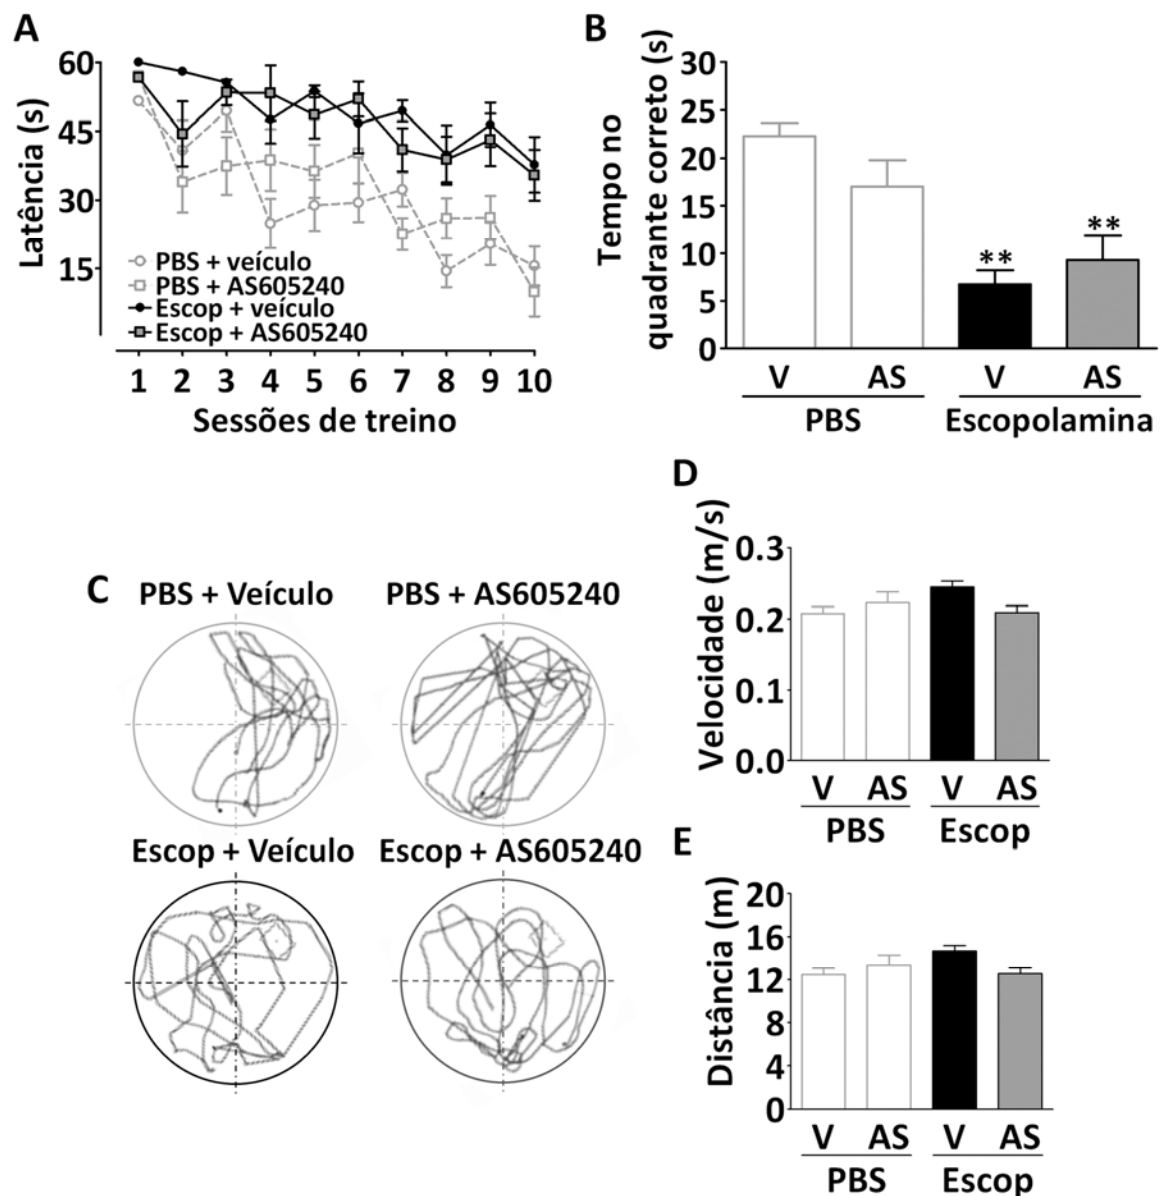 A
Latência (s)
60
45
30
15
PBS + veículo
PBS + AS605240
Escop + veículo
Escop + AS605240
1 2 3 4 5 6 7 8 9 10
Sessões de treino
B
Tempo no
quadrante correto (s)
30
25
20
15
10
5
0
** **
V AS V AS
PBS Escopolamina
C
PBS + Veículo PBS + AS605240
Escop + Veículo Escop + AS605240
D
Velocidade (m/s)
0.3
0.2
0.1
0.0
V AS V AS
PBS Escop
E
Distância (m)
20
16
12
8
4
0
V AS V AS
PBS Escop